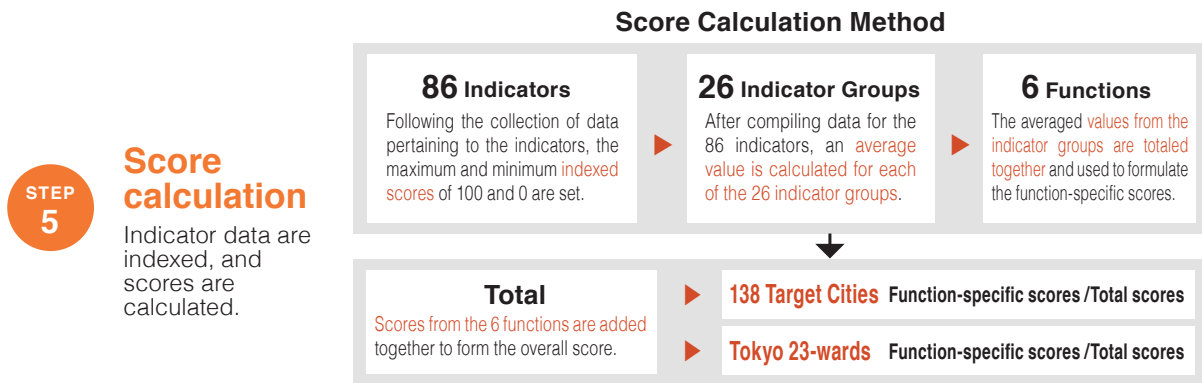 Score Calculation Method
STEP
5
Score
calculation
Indicator data are
indexed, and
scores are
calculated.
86 Indicators
Following the collection of data
pertaining to the indicators, the
maximum and minimum indexed
scores of 100 and 0 are set.
26 Indicator Groups
After compiling data for the
86 indicators, an average
value is calculated for each
of the 26 indicator groups.
6 Functions
The averaged values from the
indicator groups are totaled
together and used to formulate
the function-specific scores.
Total
Scores from the 6 functions are added
together to form the overall score.
138 Target Cities Function-specific scores /Total scores
Tokyo 23-wards Function-specific scores /Total scores